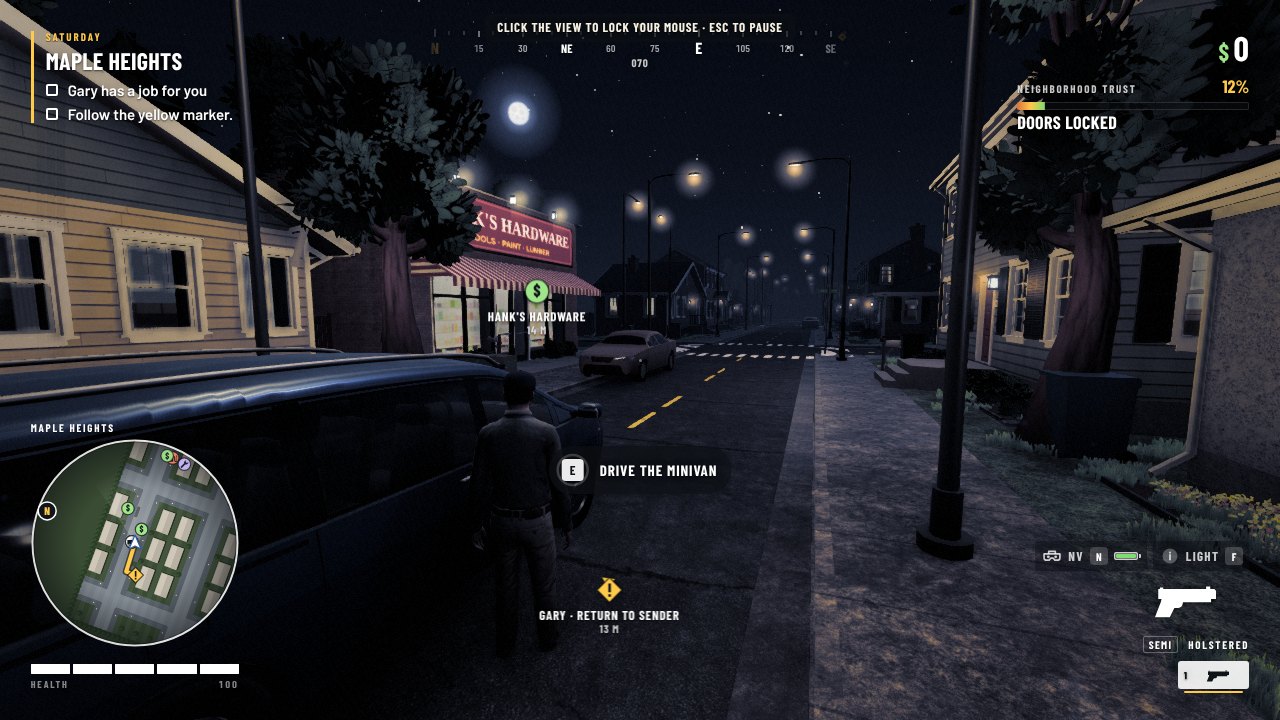 CLICK THE VIEW TO LOCK YOUR MOUSE · ESC TO PAUSE
N 15 30 NE 60 75 E 105 120 SE
070
SATURDAY
MAPLE HEIGHTS
Gary has a job for you
Follow the yellow marker.
$0
NEIGHBORHOOD TRUST 12%
DOORS LOCKED
K'S HARDWARE
OOLS · PAINT · LUMBER
$
HANK'S HARDWARE
14 M
E DRIVE THE MINIVAN
MAPLE HEIGHTS
$
N
$
$
!
!
GARY · RETURN TO SENDER
13 M
NV N LIGHT F
SEMI HOLSTERED
1
HEALTH 100